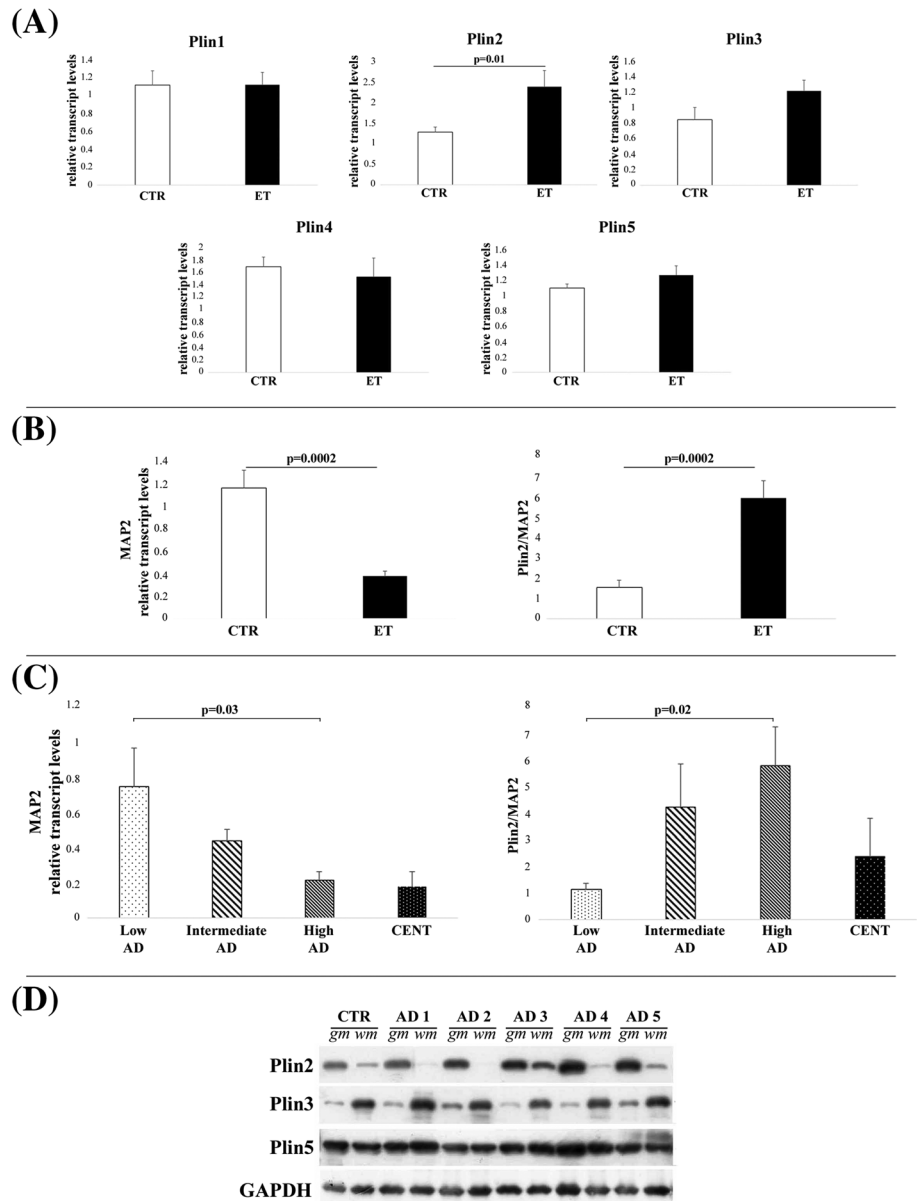 (A)
Plin1
relative transcript levels
1.4
1.2
1
0.8
0.6
0.4
0.2
0
CTR
ET
Plin2
p=0.01
relative transcript levels
3
2.5
2
1.5
1
0.5
0
CTR
ET
Plin3
relative transcript levels
1.6
1.4
1.2
1
0.8
0.6
0.4
0.2
0
CTR
ET
Plin4
relative transcript levels
2
1.8
1.6
1.4
1.2
1
0.8
0.6
0.4
0.2
0
CTR
ET
Plin5
relative transcript levels
1.6
1.4
1.2
1
0.8
0.6
0.4
0.2
0
CTR
ET
(B)
MAP2
relative transcript levels
1.4
1.2
1
0.8
0.6
0.4
0.2
0
p=0.0002
CTR
ET
Plin2/MAP2
8
7
6
5
4
3
2
1
0
p=0.0002
CTR
ET
(C)
MAP2
relative transcript levels
1.2
1
0.8
0.6
0.4
0.2
0
p=0.03
Low
AD
Intermediate
AD
High
AD
CENT
Plin2/MAP2
8
7
6
5
4
3
2
1
0
p=0.02
Low
AD
Intermediate
AD
High
AD
CENT
(D)
CTR AD 1 AD 2 AD 3 AD 4 AD 5
gm wm gm wm gm wm gm wm gm wm gm wm
Plin2
Plin3
Plin5
GAPDH